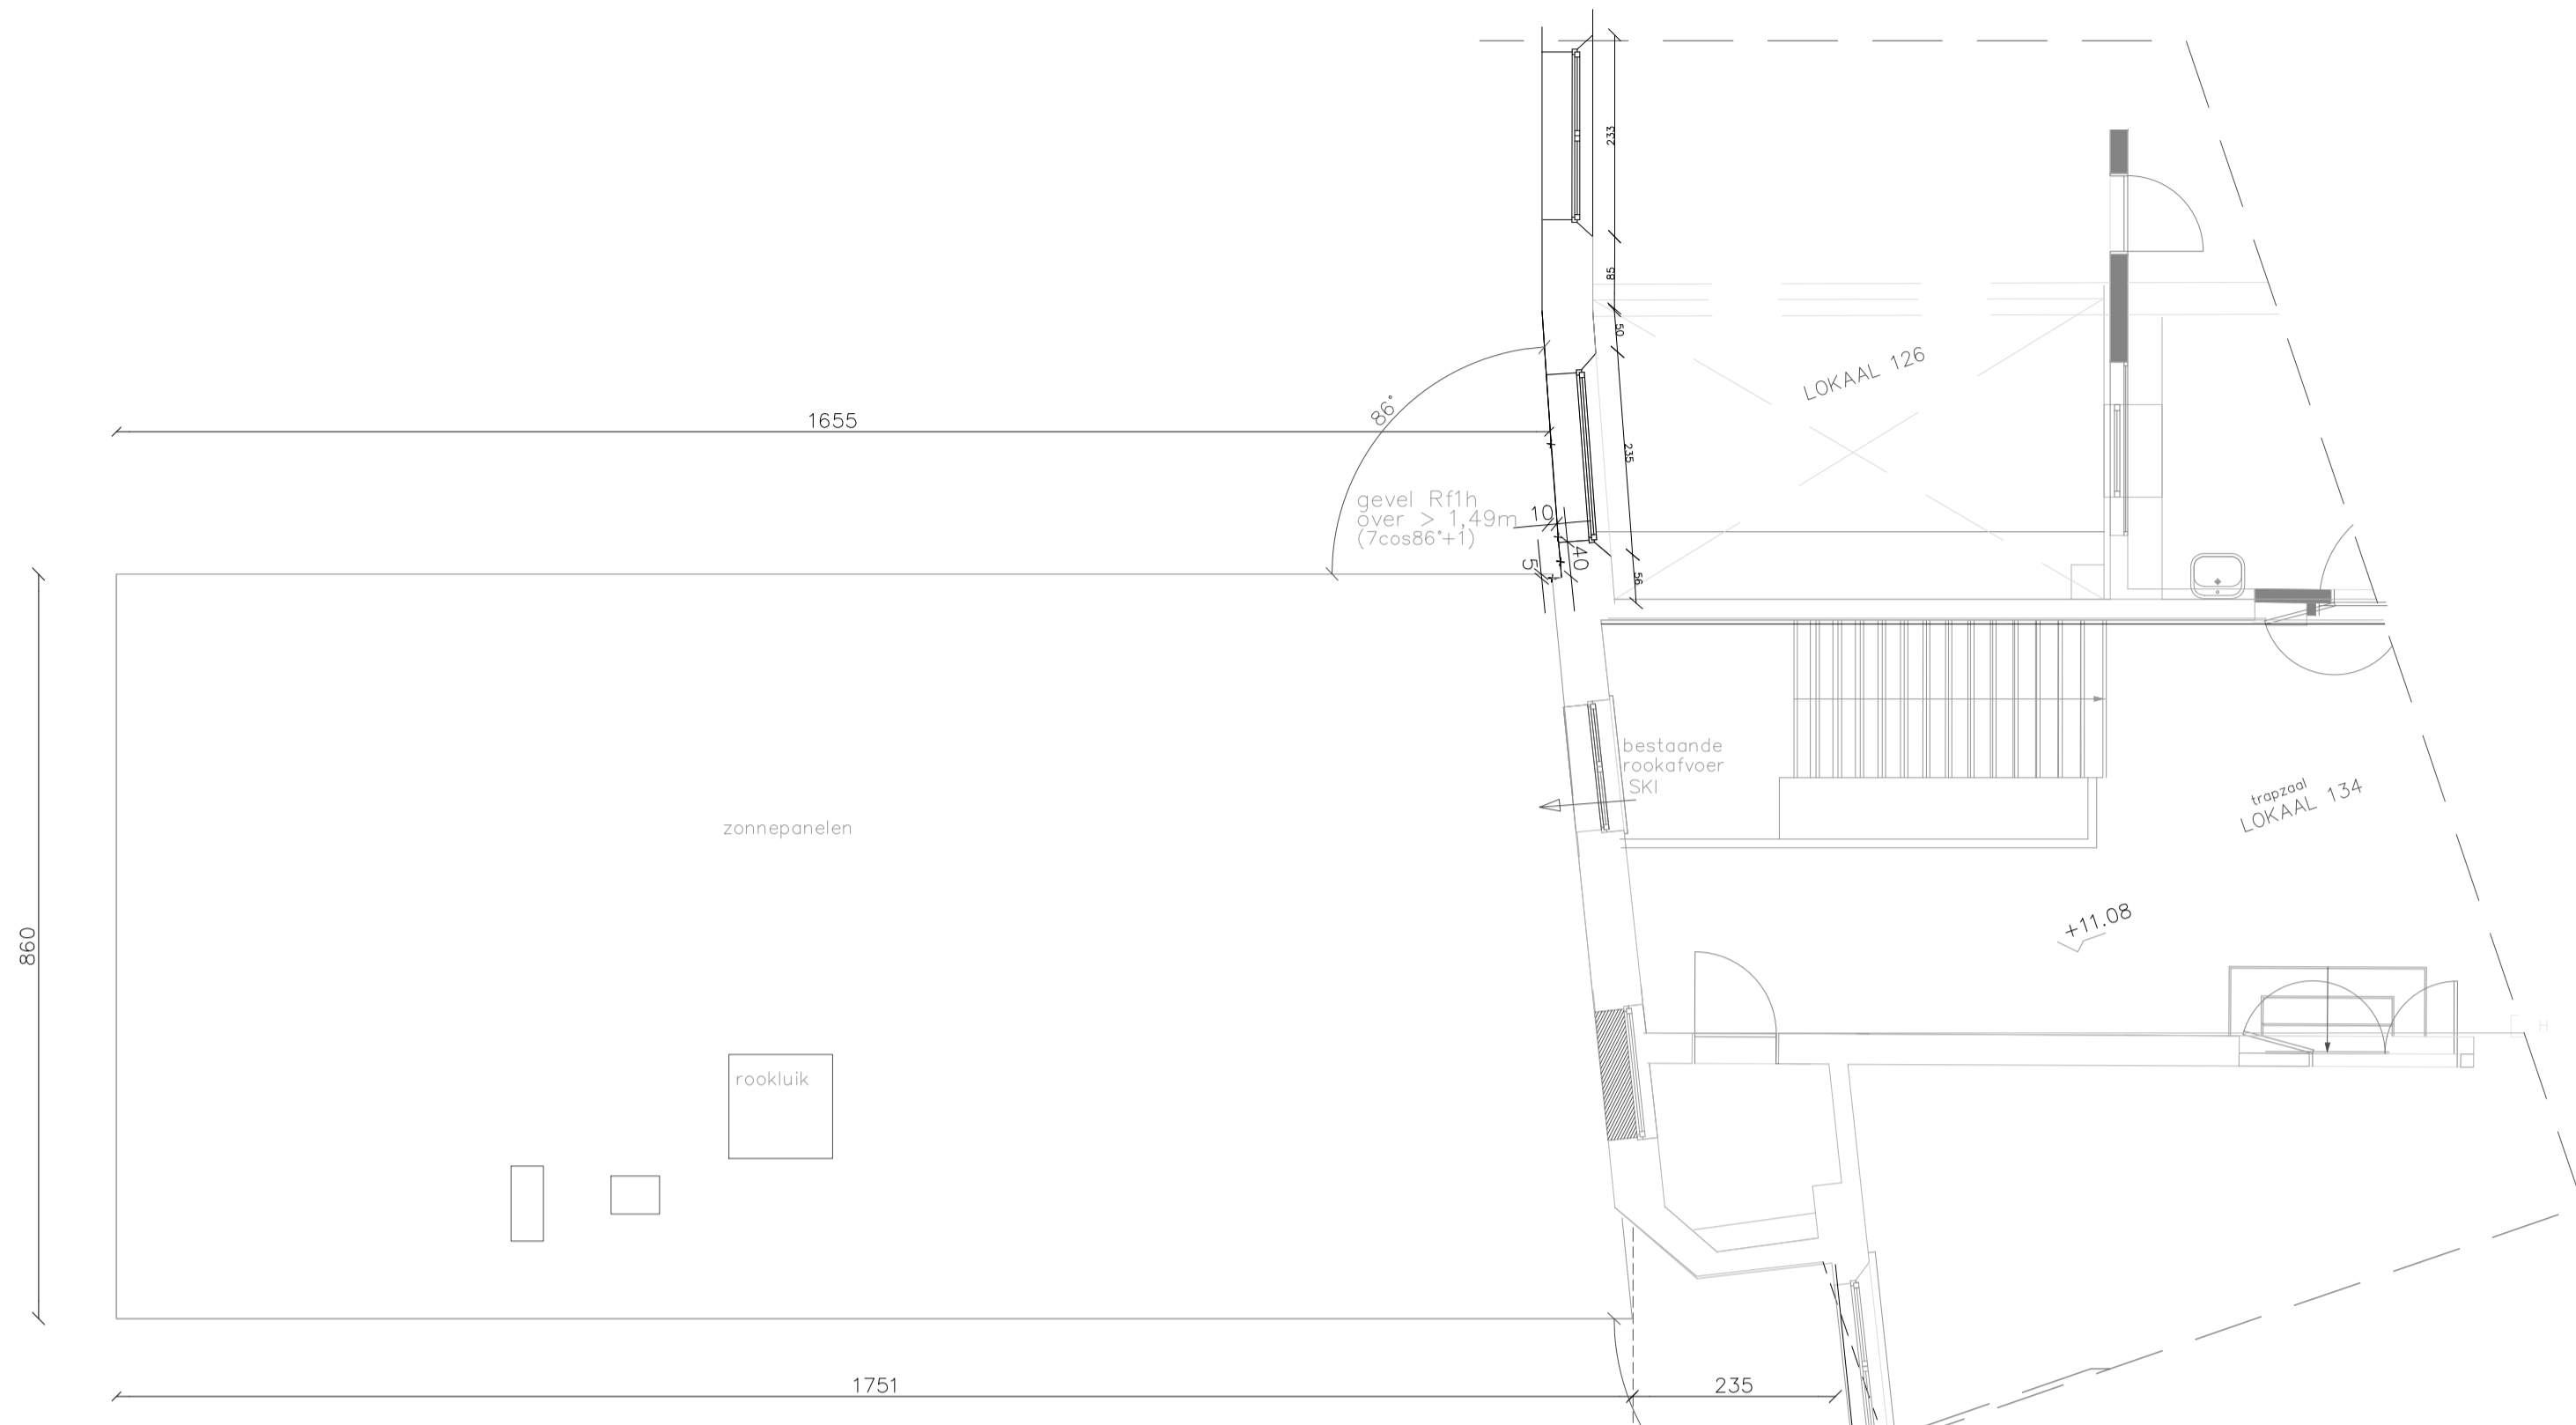 233
85
50
LOKAAL 126
86°
1655
235
gevel Rf1h
over > 1,49m
(7cos86°+1)
10
40
5
56
bestaande
rookafvoer
SKI
trapzaal
LOKAAL 134
zonnepanelen
+11.08
860
rookluik
H
1751
235